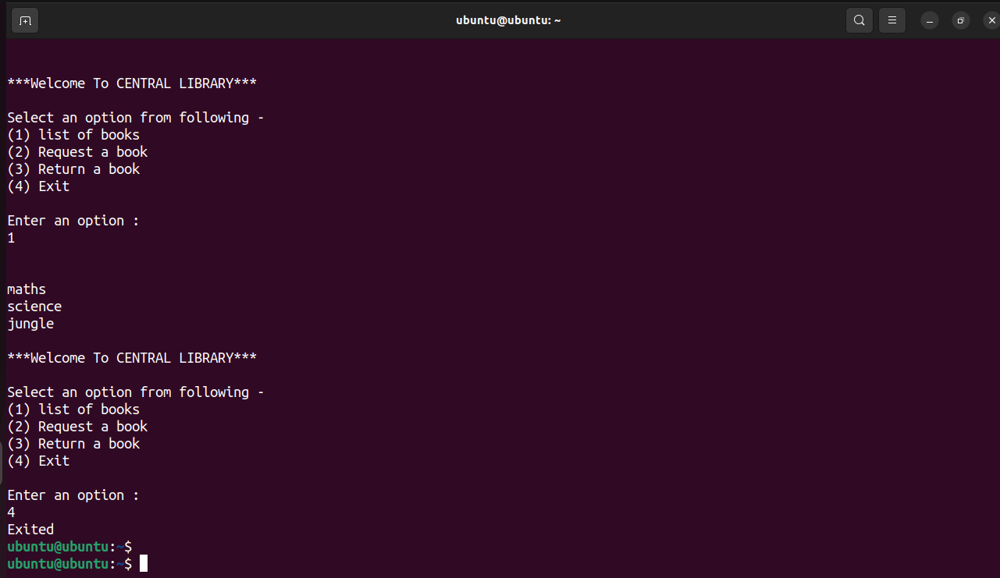 ubuntu@ubuntu: ~
***Welcome To CENTRAL LIBRARY***
Select an option from following -
(1) list of books
(2) Request a book
(3) Return a book
(4) Exit
Enter an option :
1
maths
science
jungle
***Welcome To CENTRAL LIBRARY***
Select an option from following -
(1) list of books
(2) Request a book
(3) Return a book
(4) Exit
Enter an option :
4
Exited
ubuntu@ubuntu:~$
ubuntu@ubuntu:~$